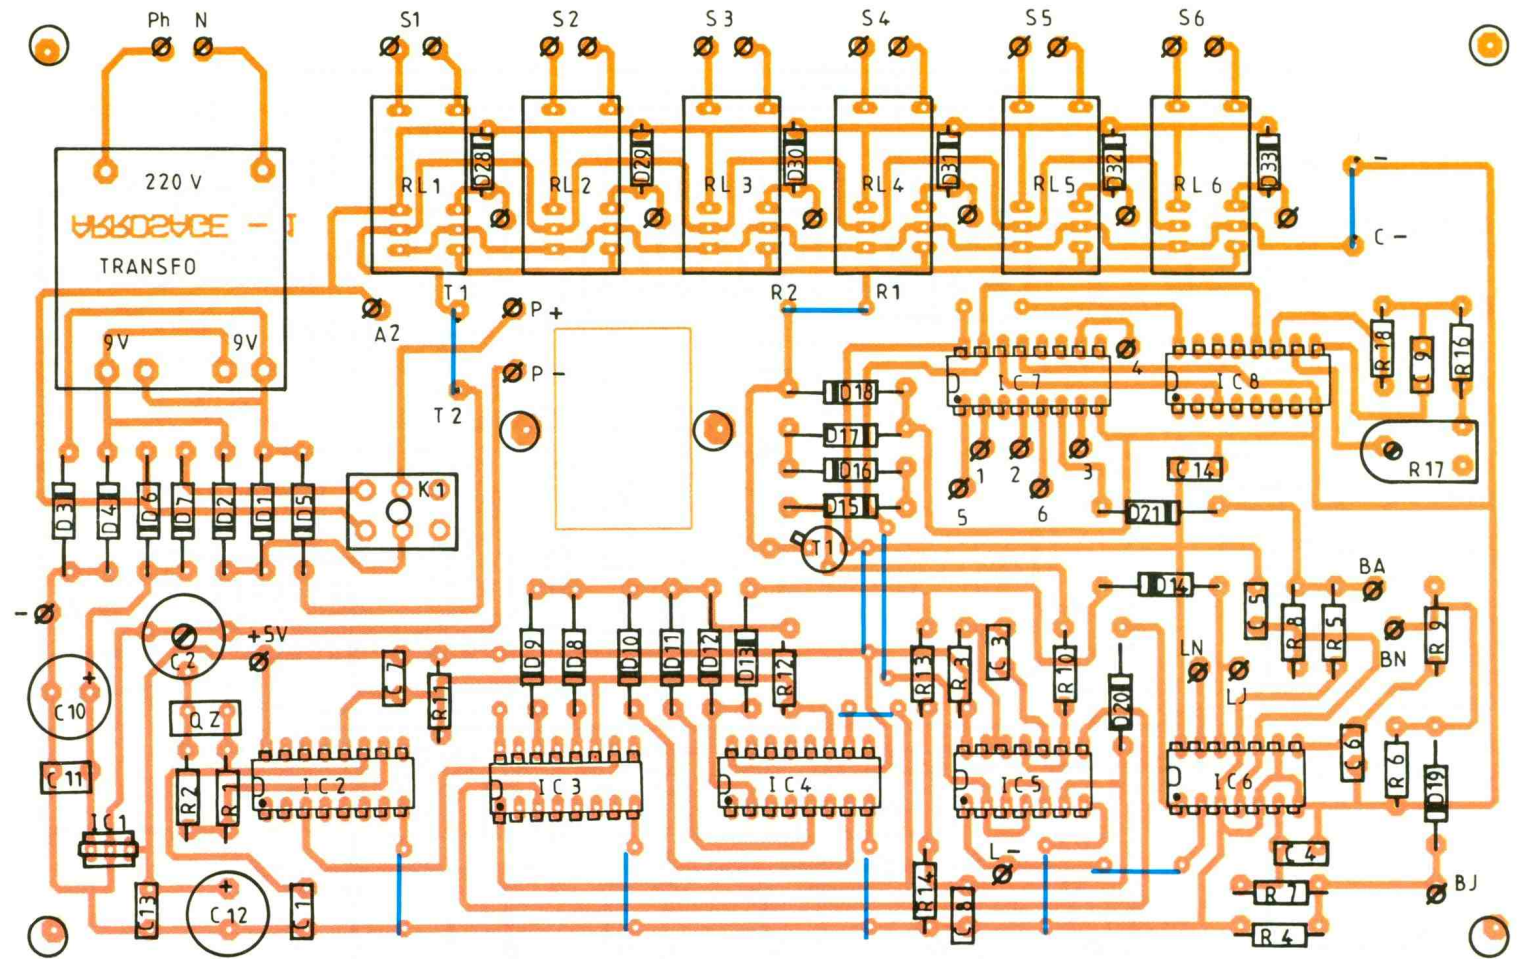 Ph N S1 S2 S3 S4 S5 S6
D28 D29 D30 D31 D32 D33
220 V RL1 RL2 RL3 RL4 RL5 RL6
-
ARROSAGE - 1
C -
TRANSFO
T1 R2 R1
A2 P +
9V 9V
P -
T2
IC7 4 IC8 R18 C9 R16
D18
D17
D16
D15
1 2 3
5 6
C14 R17
K1
D3 D4 D6 D7 D2 D1 D5
D21
T1
D14 BA
-
C2 +5V
C5 R8 R5 BN R9
D9 D8 D10 D11 D12 D13 R12
C7 R11
R13 R3 C3 R10 D20
LN LJ
+
C10
QZ
C11 R2 R1 IC2 IC3 IC4 IC5 IC6 C6 R6 D19
IC1
L -
C4
+
C13 C12 C1 R14 C8
R7 BJ
R4